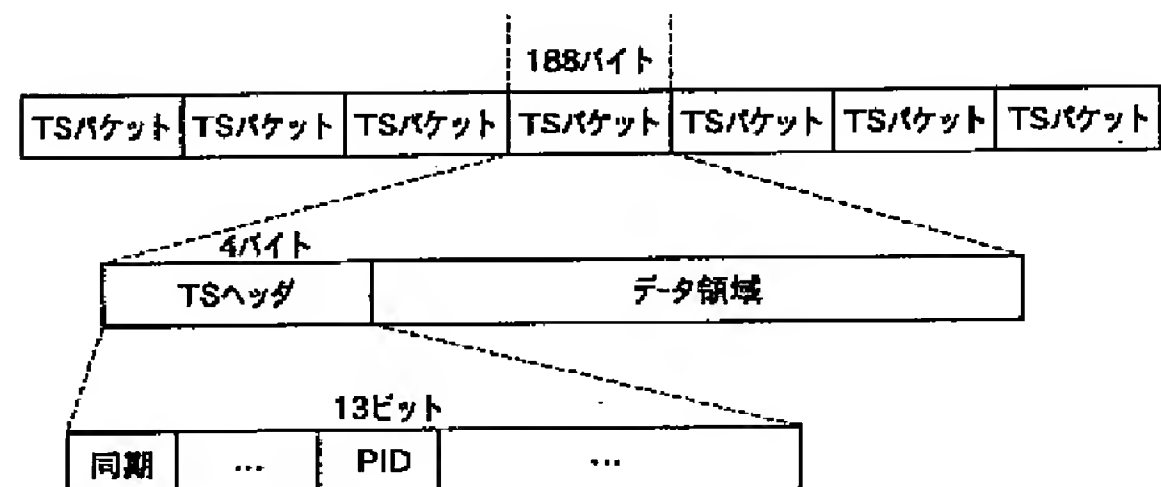 188バイト
TSパケット TSパケット TSパケット TSパケット TSパケット TSパケット TSパケット
4バイト
TSヘッダ データ領域
13ビット
同期 … PID …